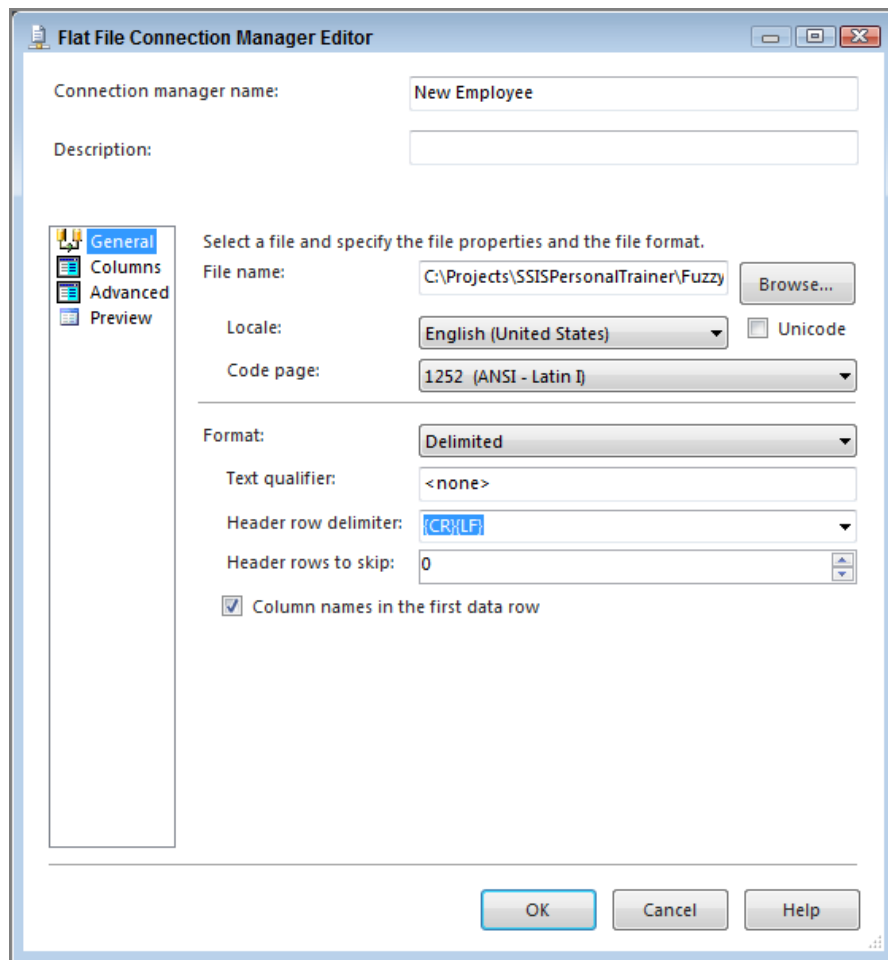 Flat File Connection Manager Editor
Connection manager name: New Employee
Description:
General
Columns
Advanced
Preview
Select a file and specify the file properties and the file format.
File name: C:\Projects\SSISPersonalTrainer\Fuzzy Browse...
Locale: English (United States) Unicode
Code page: 1252 (ANSI - Latin I)
Format: Delimited
Text qualifier: <none>
Header row delimiter: {CR}{LF}
Header rows to skip: 0
Column names in the first data row
OK Cancel Help